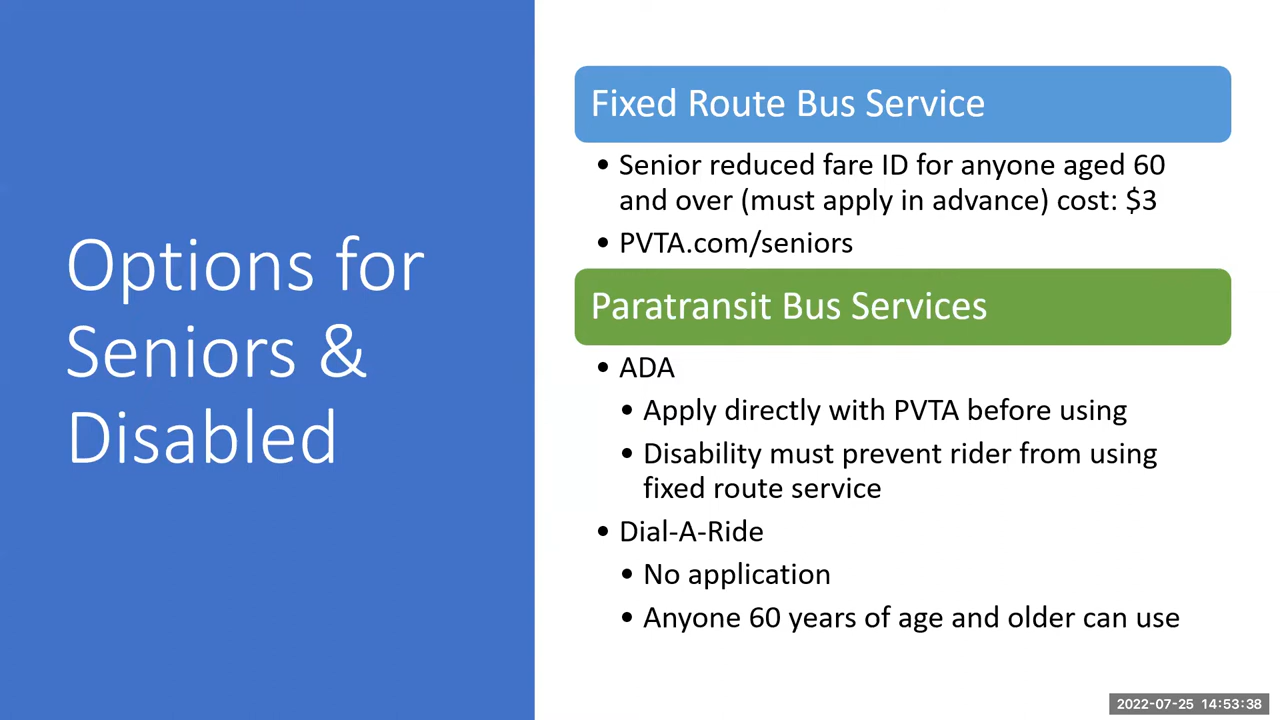 Options for
Seniors &
Disabled
Fixed Route Bus Service
• Senior reduced fare ID for anyone aged 60
and over (must apply in advance) cost: $3
• PVTA.com/seniors
Paratransit Bus Services
• ADA
• Apply directly with PVTA before using
• Disability must prevent rider from using
fixed route service
• Dial-A-Ride
• No application
• Anyone 60 years of age and older can use
2022-07-25 14:53:38